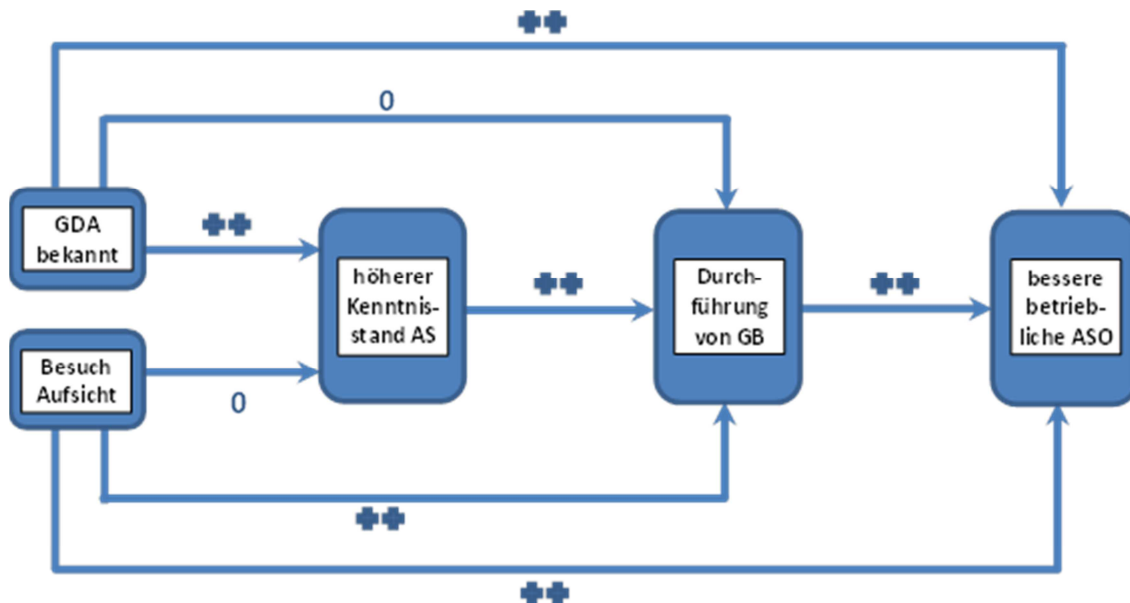 ++
0
GDA
bekannt
++
höherer
Kenntnis-
stand AS
++
Durch-
führung
von GB
++
bessere
betrieb-
liche ASO
Besuch
Aufsicht
0
++
++